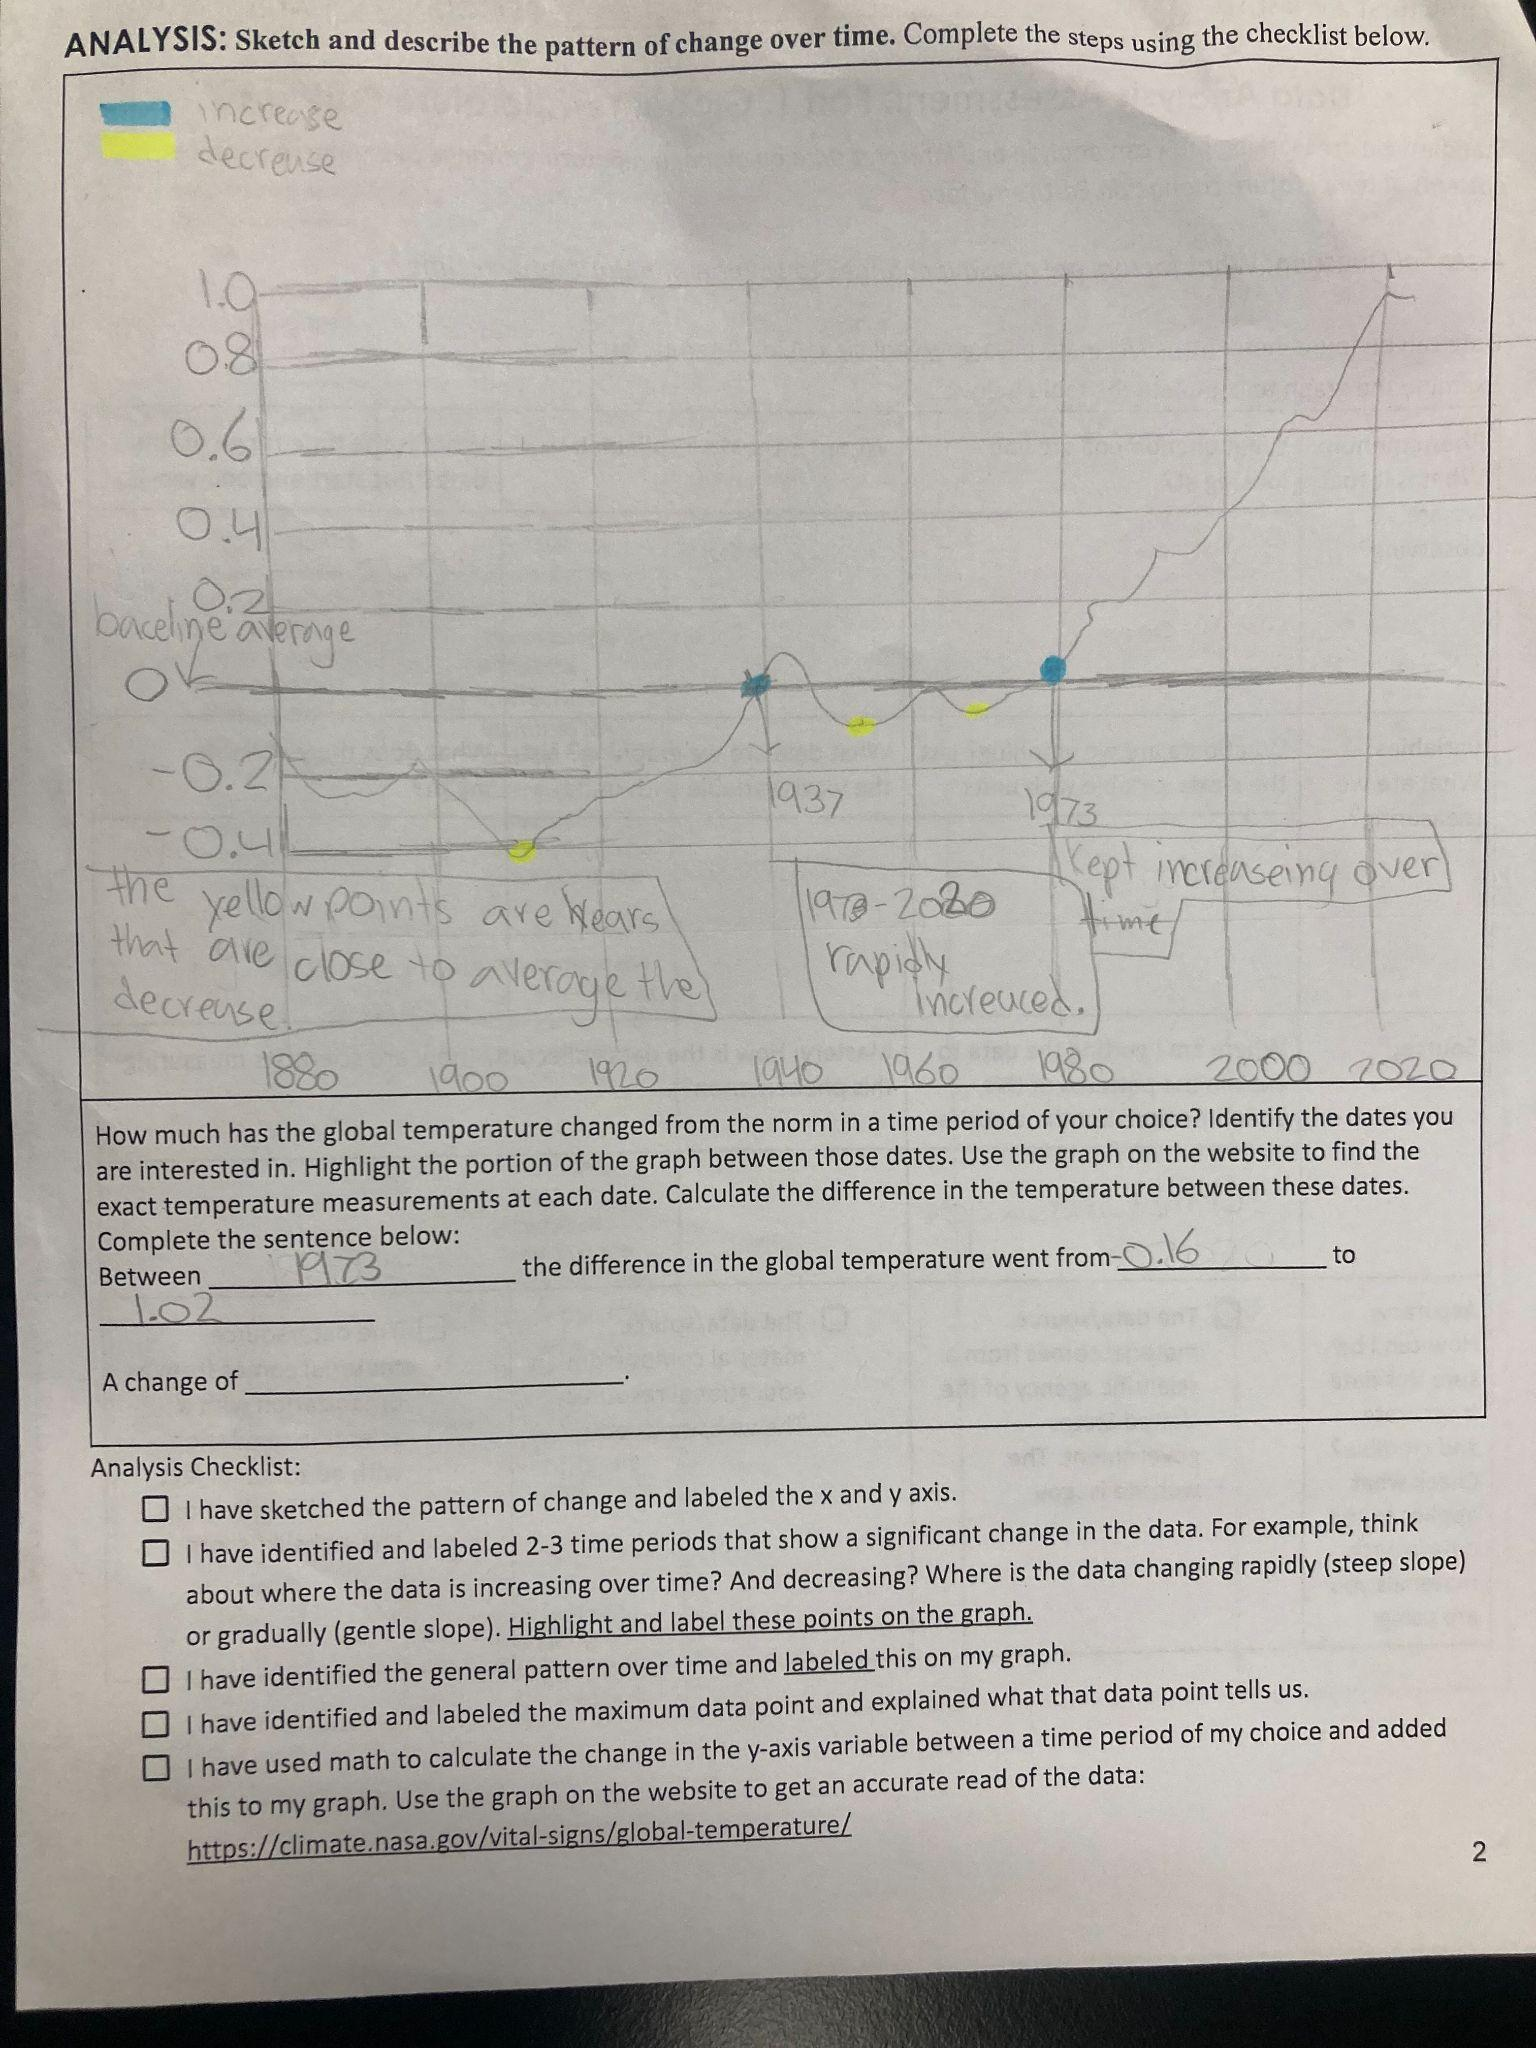 ANALYSIS: Sketch and describe the pattern of change over time. Complete the steps using the checklist below.
increase
decreuse
1.0
0.8
0.6
0.4
0.2
baceline average
0
-0.2
-0.4
1937
1973
the yellow points are years
that are close to average the
decreuse.
1973-2020
rapidly
increuced.
kept increaseing over
time
1880 1900 1920 1940 1960 1980 2000 2020
How much has the global temperature changed from the norm in a time period of your choice? Identify the dates you
are interested in. Highlight the portion of the graph between those dates. Use the graph on the website to find the
exact temperature measurements at each date. Calculate the difference in the temperature between these dates.
Complete the sentence below:
Between 1973 the difference in the global temperature went from -0.16 to
1.02
A change of .
Analysis Checklist:
I have sketched the pattern of change and labeled the x and y axis.
I have identified and labeled 2-3 time periods that show a significant change in the data. For example, think
about where the data is increasing over time? And decreasing? Where is the data changing rapidly (steep slope)
or gradually (gentle slope). Highlight and label these points on the graph.
I have identified the general pattern over time and labeled this on my graph.
I have identified and labeled the maximum data point and explained what that data point tells us.
I have used math to calculate the change in the y-axis variable between a time period of my choice and added
this to my graph. Use the graph on the website to get an accurate read of the data:
https://climate.nasa.gov/vital-signs/global-temperature/
2